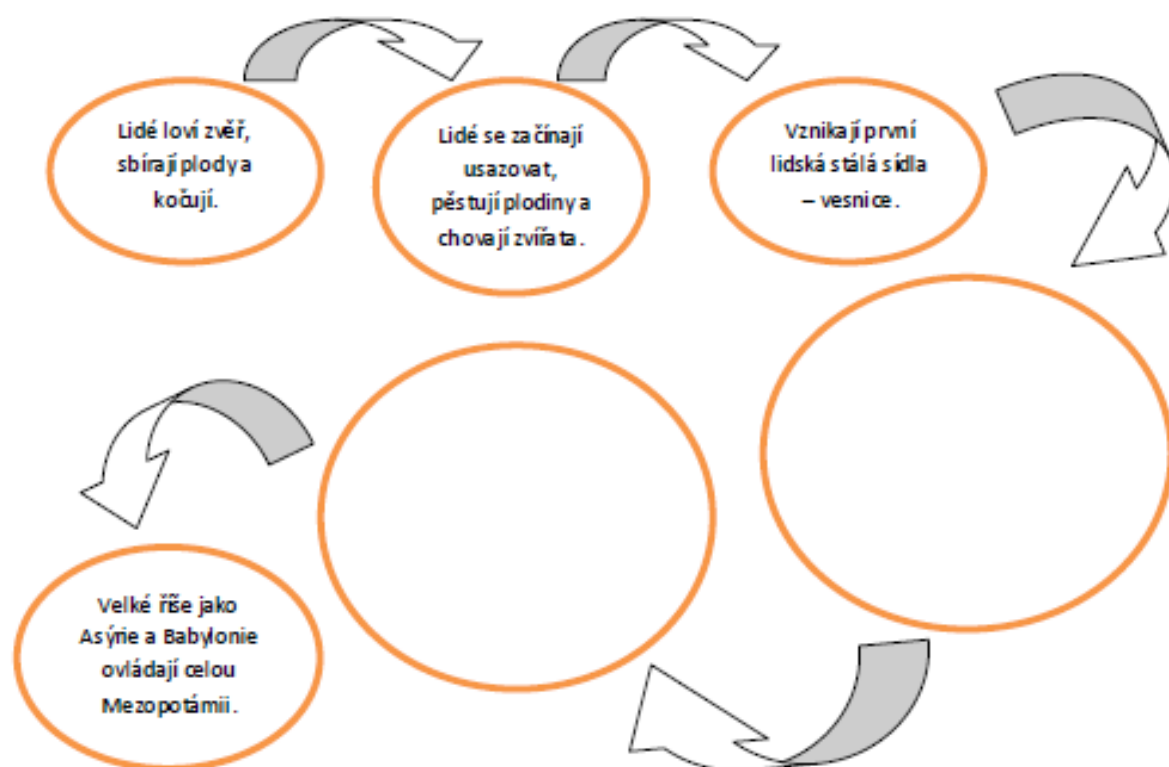 Lidé loví zvěř,
sbírají plody a
kočují.
Lidé se začínají
usazovat,
pěstují plodiny a
chovají zvířata.
Vznikají první
lidská stálá sídla
– vesnice.
Velké říše jako
Asýrie a Babylonie
ovládají celou
Mezopotámii.